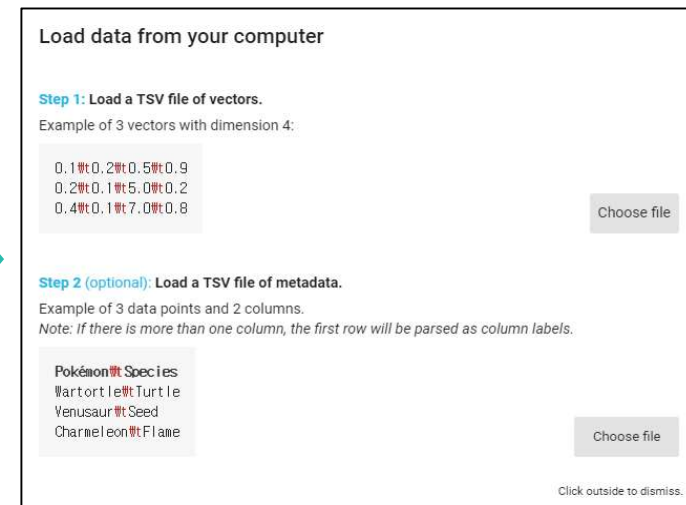 Load data from your computer
Step 1: Load a TSV file of vectors.
Example of 3 vectors with dimension 4:
0.1₩t0.2₩t0.5₩t0.9
0.2₩t0.1₩t5.0₩t0.2
0.4₩t0.1₩t7.0₩t0.8
Choose file
Step 2 (optional): Load a TSV file of metadata.
Example of 3 data points and 2 columns.
Note: If there is more than one column, the first row will be parsed as column labels.
Pokémon₩tSpecies
Wartortle₩tTurtle
Venusaur₩tSeed
Charmeleon₩tFlame
Choose file
Click outside to dismiss.